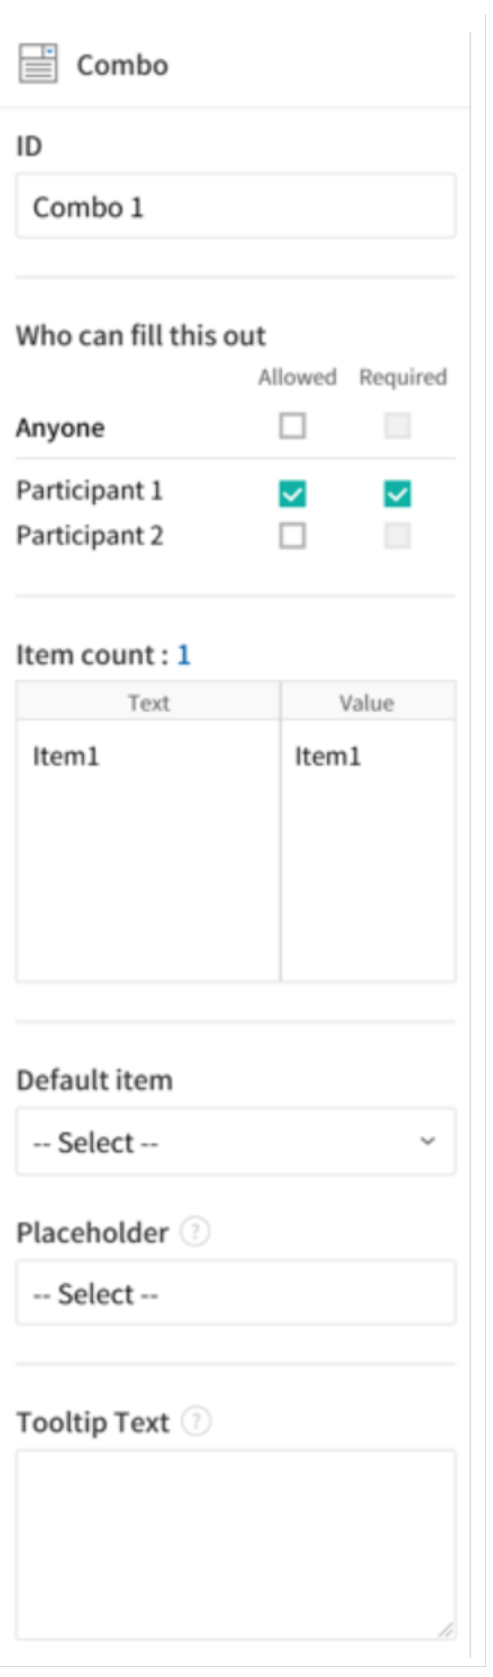 Combo
ID
Combo 1
Who can fill this out
Allowed Required
Anyone
Participant 1
Participant 2
Item count : 1
Text Value
Item1 Item1
Default item
-- Select --
Placeholder ?
-- Select --
Tooltip Text ?